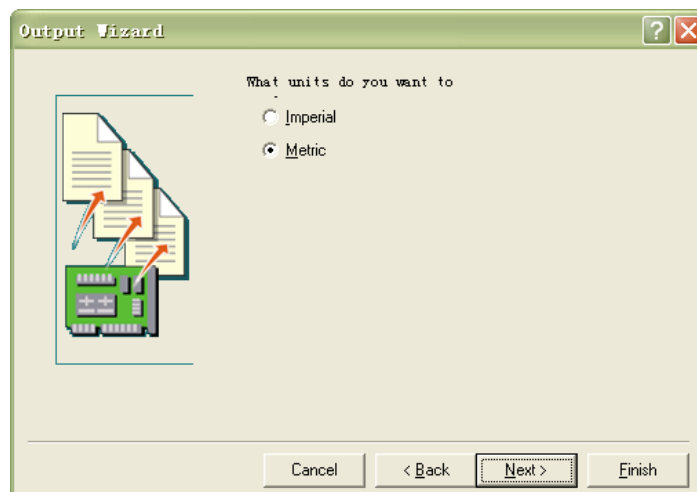 Output Wizard
What units do you want to
Imperial
Metric
Cancel
< Back
Next >
Finish